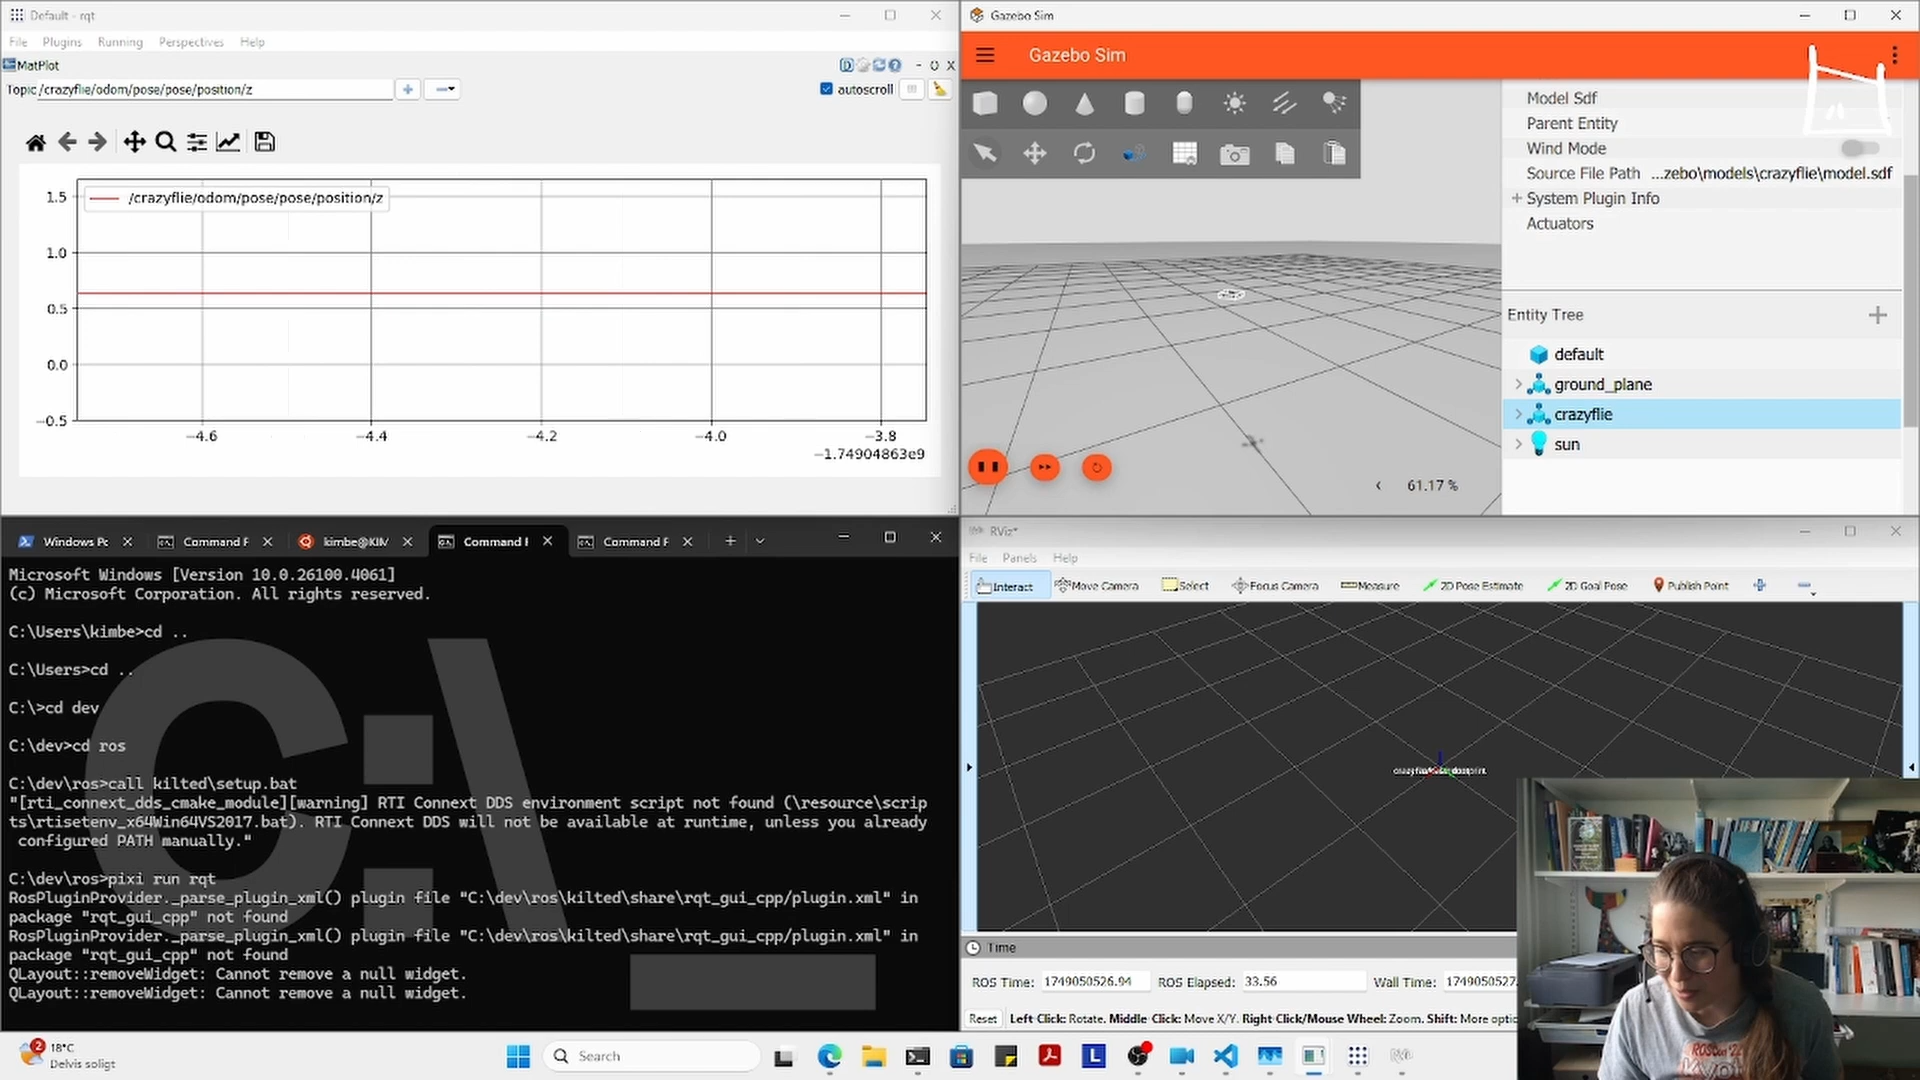 Default - rqt
File Plugins Running Perspectives Help
MatPlot
Topic /crazyflie/odom/pose/pose/position/z
autoscroll
/crazyflie/odom/pose/pose/position/z
1.5
1.0
0.5
0.0
−0.5
−4.6 −4.4 −4.2 −4.0 −3.8
−1.74904863e9
Gazebo Sim
Gazebo Sim
Model Sdf
Parent Entity
Wind Mode
Source File Path ...zebo\models\crazyflie\model.sdf
System Plugin Info
Actuators
Entity Tree
default
ground_plane
crazyflie
sun
61.17 %
Windows Pc Command F kimbe@KIM Command F Command F
Microsoft Windows [Version 10.0.26100.4061]
(c) Microsoft Corporation. All rights reserved.
C:\Users\kimbe>cd ..
C:\Users>cd ..
C:\>cd dev
C:\dev>cd ros
C:\dev\ros>call kilted\setup.bat
"[rti_connext_dds_cmake_module][warning] RTI Connext DDS environment script not found (\resource\scrip
ts\rtisetenv_x64Win64VS2017.bat). RTI Connext DDS will not be available at runtime, unless you already
configured PATH manually."
C:\dev\ros>pixi run rqt
RosPluginProvider._parse_plugin_xml() plugin file "C:\dev\ros\kilted\share\rqt_gui_cpp/plugin.xml" in
package "rqt_gui_cpp" not found
RosPluginProvider._parse_plugin_xml() plugin file "C:\dev\ros\kilted\share\rqt_gui_cpp/plugin.xml" in
package "rqt_gui_cpp" not found
QLayout::removeWidget: Cannot remove a null widget.
QLayout::removeWidget: Cannot remove a null widget.
C:\_
RViz*
File Panels Help
Interact Move Camera Select Focus Camera Measure 2D Pose Estimate 2D Goal Pose Publish Point
Time
ROS Time: 1749050526.94 ROS Elapsed: 33.56 Wall Time: 1749050527.
Reset Left-Click: Rotate. Middle-Click: Move X/Y. Right-Click/Mouse Wheel: Zoom. Shift: More optio
ROSCon '22
2
18°C
Delvis soligt
Search